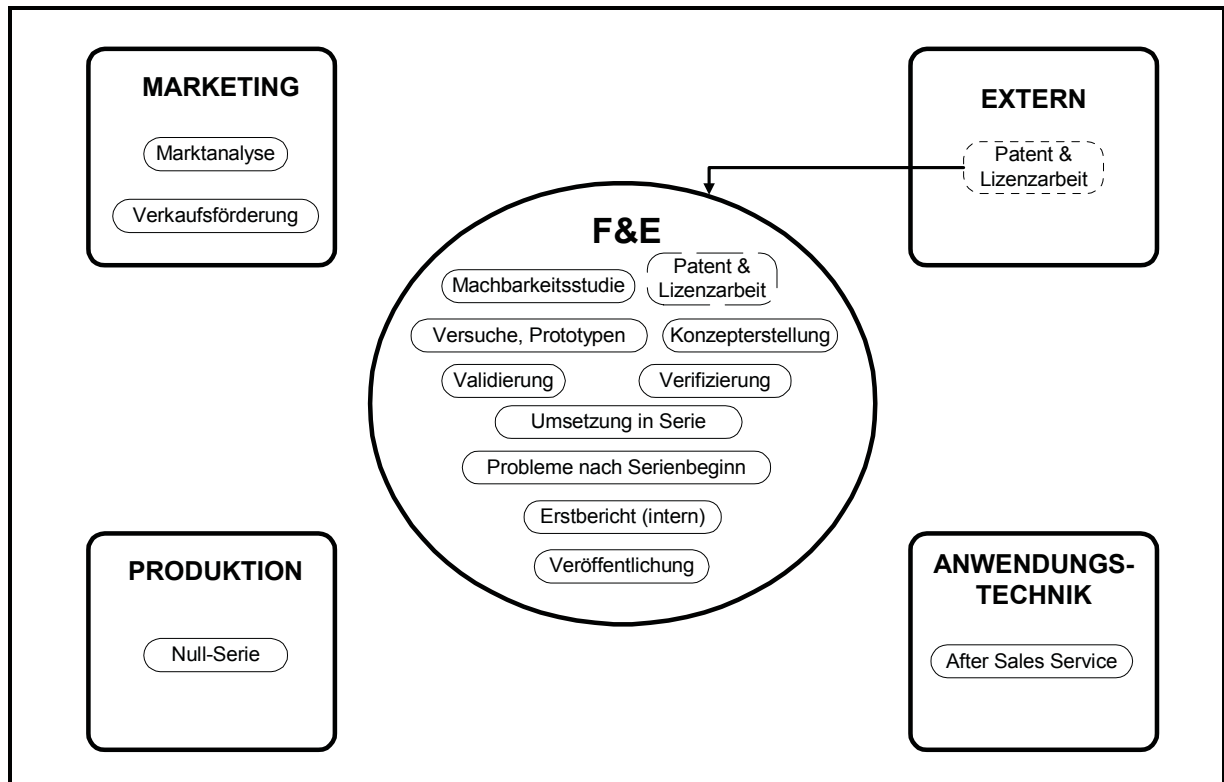 MARKETING
Marktanalyse
Verkaufsförderung
EXTERN
Patent &
Lizenzarbeit
F&E
Machbarkeitsstudie
Patent &
Lizenzarbeit
Versuche, Prototypen
Konzepterstellung
Validierung
Verifizierung
Umsetzung in Serie
Probleme nach Serienbeginn
Erstbericht (intern)
Veröffentlichung
PRODUKTION
Null-Serie
ANWENDUNGS-
TECHNIK
After Sales Service